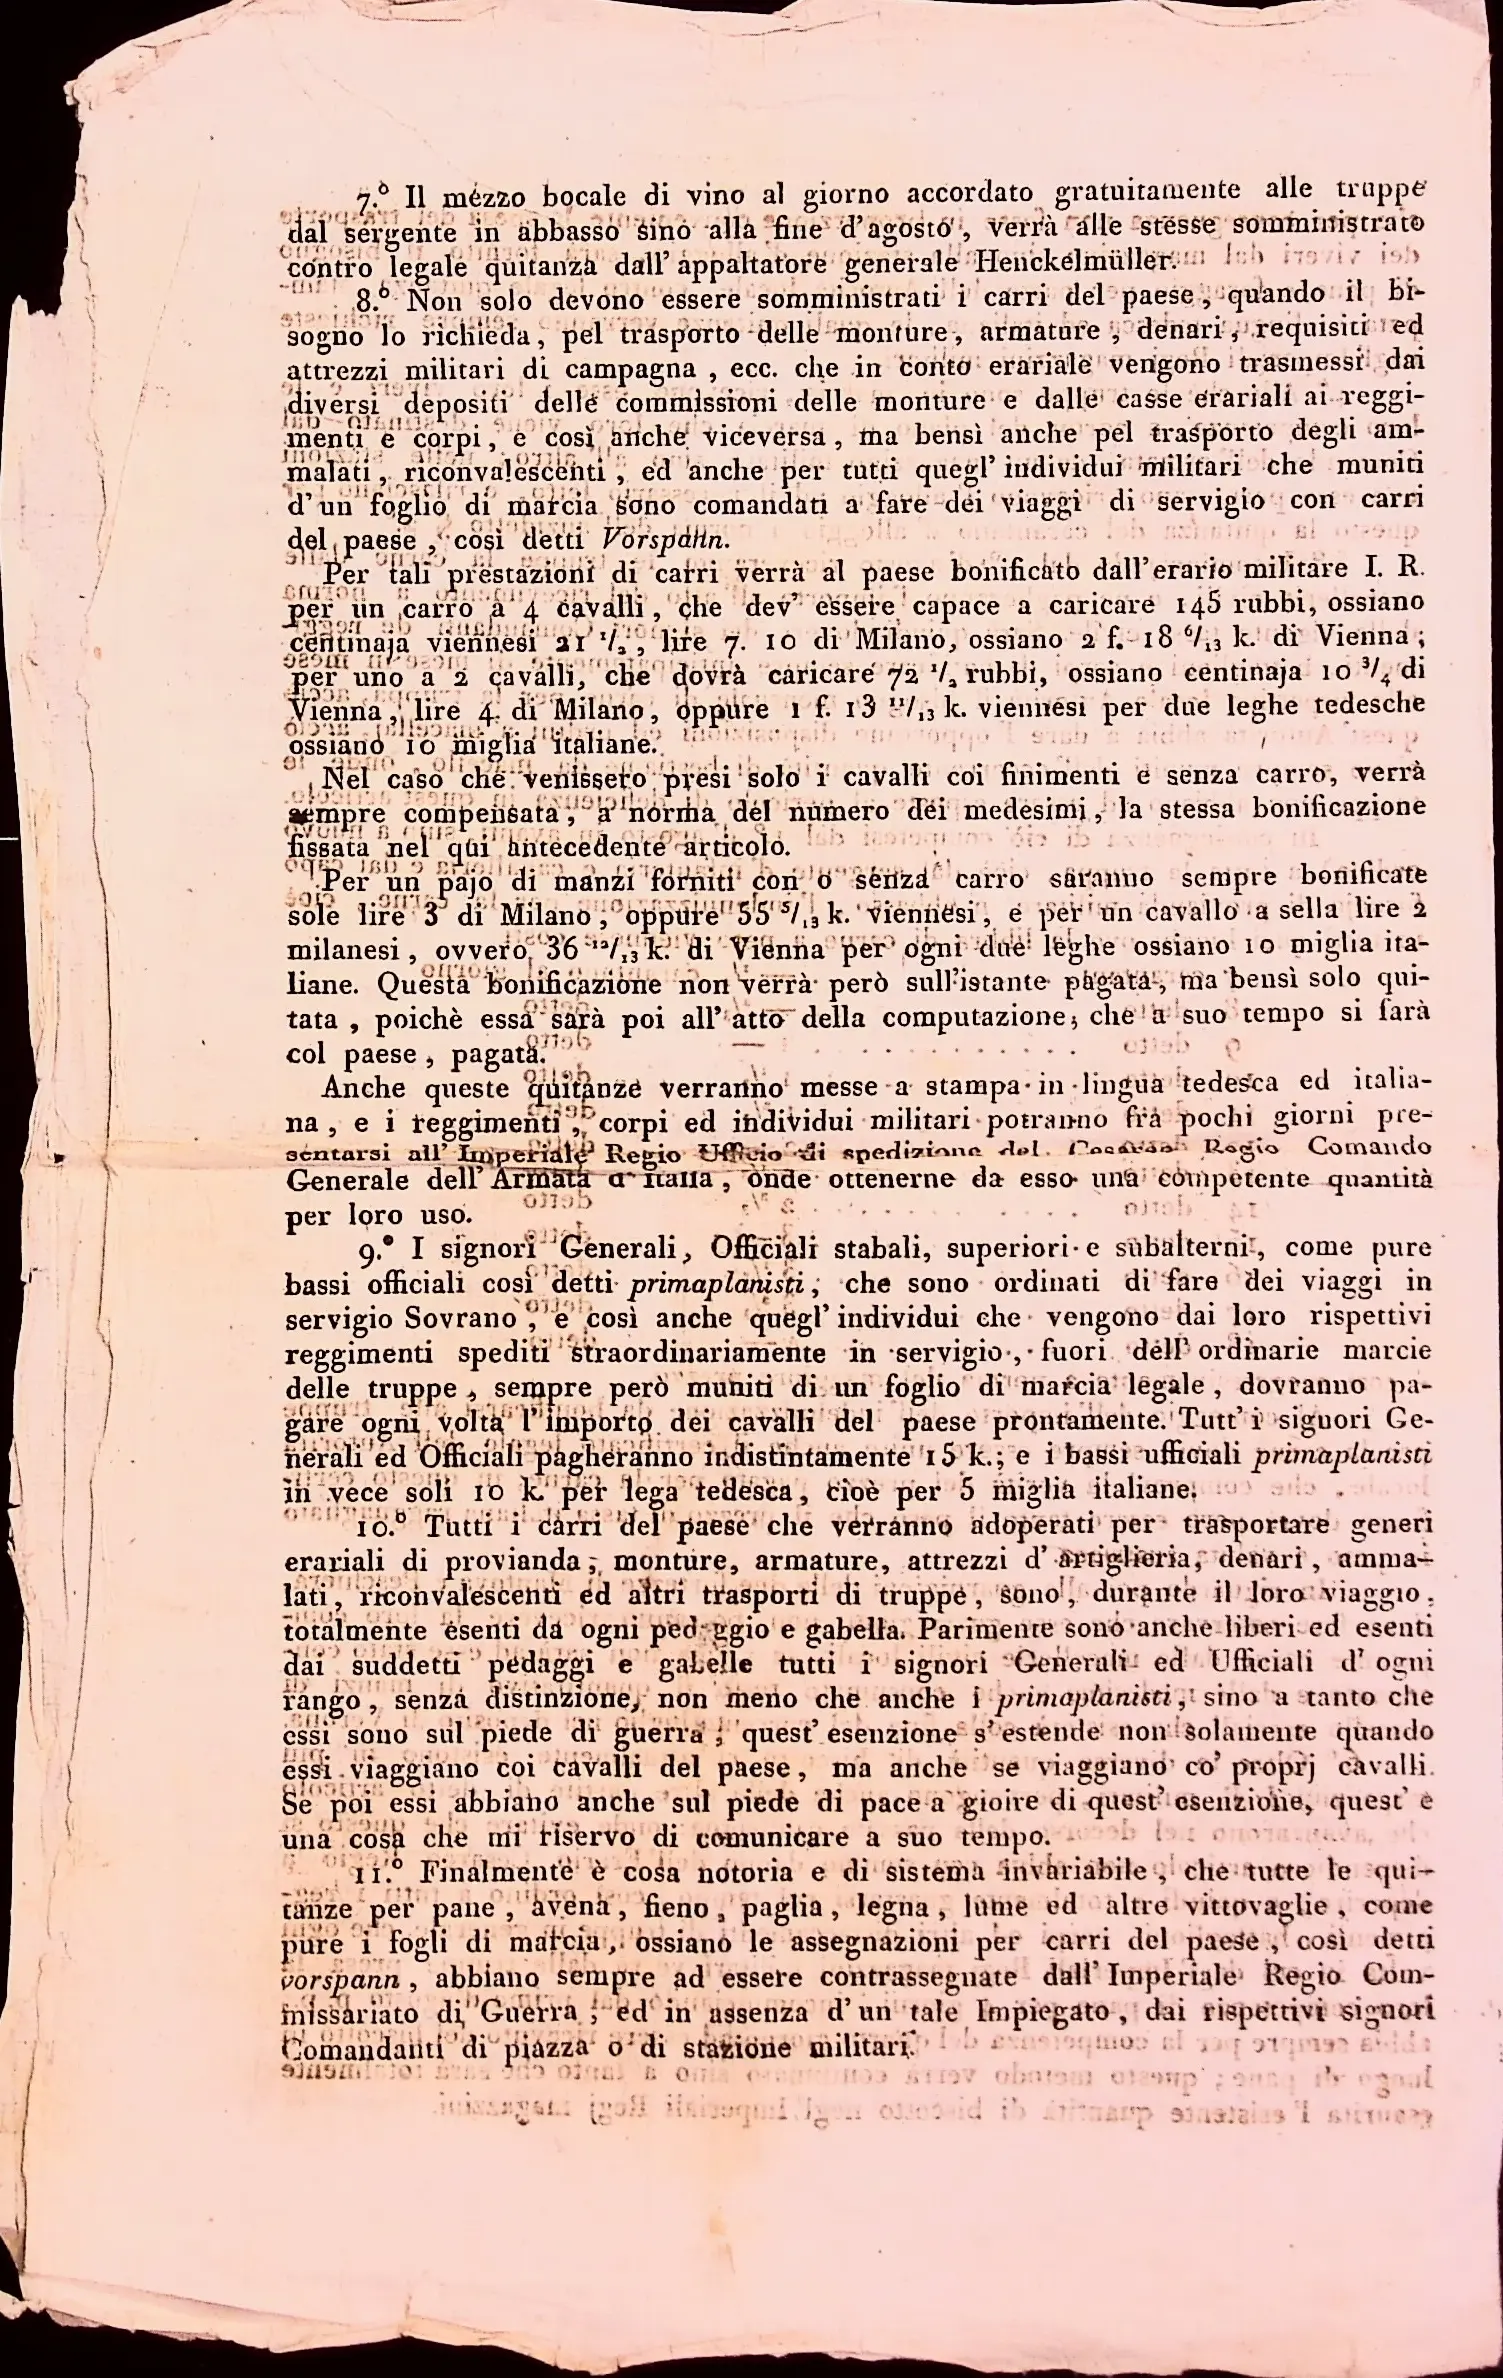 7.º Il mezzo bocale di vino al giorno accordato gratuitamente alle truppe
dal sergente in abbasso sino alla fine d'agosto, verrà alle stesse somministrato
contro legale quitanza dall'appaltatore generale Henckelmüller.
8.º Non solo devono essere somministrati i carri del paese, quando il bi-
sogno lo richieda, pel trasporto delle monture, armature, denari, requisiti ed
attrezzi militari di campagna, ecc. che in conto erariale vengono trasmessi dai
diversi depositi delle commissioni delle monture e dalle casse erariali ai reggi-
menti e corpi, e così anche viceversa, ma bensì anche pel trasporto degli am-
malati, riconvalescenti, ed anche per tutti quegl' individui militari che muniti
d'un foglio di marcia sono comandati a fare dei viaggi di servigio con carri
del paese, così detti Vorspann.
Per tali prestazioni di carri verrà al paese bonificato dall'erario militare I. R.
per un carro a 4 cavalli, che dev' essere capace a caricare 145 rubbi, ossiano
centinaja viennesi 21 1/2, lire 7. 10 di Milano, ossiano 2 f. 18 6/13 k. di Vienna;
per uno a 2 cavalli, che dovrà caricare 72 1/2 rubbi, ossiano centinaja 10 3/4 di
Vienna, lire 4. di Milano, oppure 1 f. 13 11/13 k. viennesi per due leghe tedesche
ossiano 10 miglia italiane.
Nel caso che venissero presi solo i cavalli coi finimenti e senza carro, verrà
sempre compensata, a norma del numero dei medesimi, la stessa bonificazione
fissata nel qui antecedente articolo.
Per un pajo di manzi forniti con o senza carro saranno sempre bonificate
sole lire 3 di Milano, oppure 55 5/13 k. viennesi, e per un cavallo a sella lire 2
milanesi, ovvero 36 12/13 k. di Vienna per ogni due leghe ossiano 10 miglia ita-
liane. Questa bonificazione non verrà però sull'istante pagata, ma bensì solo qui-
tata, poichè essa sarà poi all' atto della computazione, che a suo tempo si farà
col paese, pagata.
Anche queste quitanze verranno messe a stampa in lingua tedesca ed italia-
na, e i reggimenti, corpi ed individui militari potranno fra pochi giorni pre-
sentarsi all' Imperiale Regio Ufficio di spedizione del Cesareo Regio Comando
Generale dell' Armata d'Italia, onde ottenerne da esso una competente quantità
per loro uso.
9.º I signori Generali, Officiali stabali, superiori e subalterni, come pure
bassi officiali così detti primaplanisti, che sono ordinati di fare dei viaggi in
servigio Sovrano, e così anche quegl' individui che vengono dai loro rispettivi
reggimenti spediti straordinariamente in servigio, fuori dell' ordinarie marcie
delle truppe, sempre però muniti di un foglio di marcia legale, dovranno pa-
gare ogni volta l'importo dei cavalli del paese prontamente. Tutt' i signori Ge-
nerali ed Officiali pagheranno indistintamente 15 k.; e i bassi ufficiali primaplanisti
in vece soli 10 k. per lega tedesca, cioè per 5 miglia italiane.
10.º Tutti i carri del paese che verranno adoperati per trasportare generi
erariali di provianda, monture, armature, attrezzi d' artiglieria, denari, amma-
lati, riconvalescenti ed altri trasporti di truppe, sono, durante il loro viaggio,
totalmente esenti da ogni pedaggio e gabella. Parimente sono anche liberi ed esenti
dai suddetti pedaggi e gabelle tutti i signori Generali ed Ufficiali d' ogni
rango, senza distinzione, non meno che anche i primaplanisti, sino a tanto che
essi sono sul piede di guerra; quest' esenzione s' estende non solamente quando
essi viaggiano coi cavalli del paese, ma anche se viaggiano co' proprj cavalli.
Se poi essi abbiano anche sul piede di pace a gioire di quest' esenzione, quest' è
una cosa che mi riservo di comunicare a suo tempo.
11.º Finalmente è cosa notoria e di sistema invariabile, che tutte le qui-
tanze per pane, avena, fieno, paglia, legna, lume ed altre vittovaglie, come
pure i fogli di marcia, ossiano le assegnazioni per carri del paese, così detti
vorspann, abbiano sempre ad essere contrassegnate dall' Imperiale Regio Com-
missariato di Guerra, ed in assenza d' un tale Impiegato, dai rispettivi signori
Comandanti di piazza o di stazione militari.